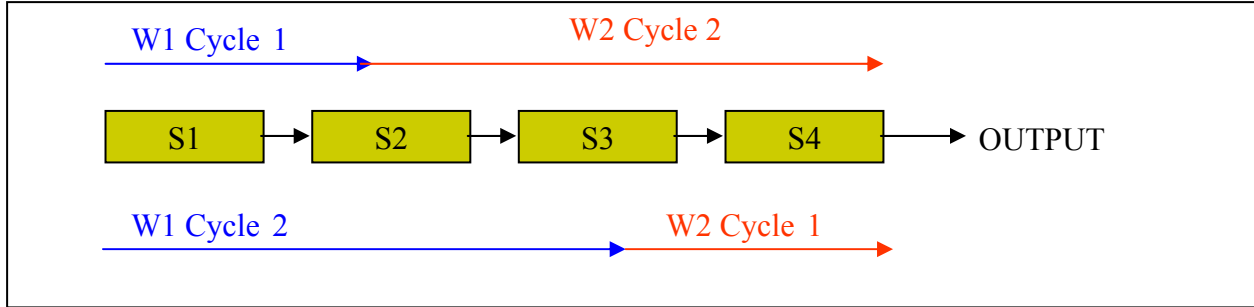 W1 Cycle 1
W2 Cycle 2
S1 S2 S3 S4 OUTPUT
W1 Cycle 2 W2 Cycle 1